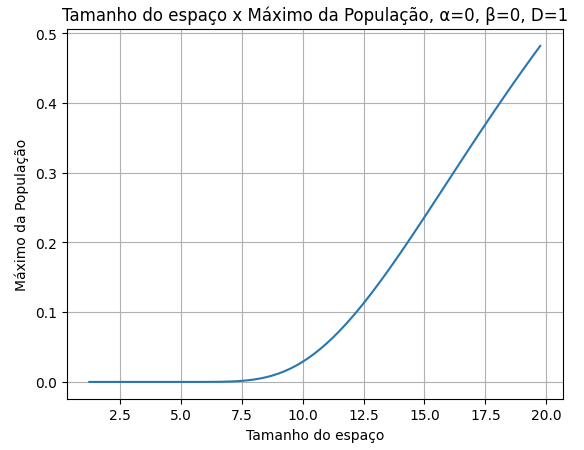 Tamanho do espaço x Máximo da População, α=0, β=0, D=1
0.5
0.4
0.3
0.2
0.1
0.0
Máximo da População
2.5 5.0 7.5 10.0 12.5 15.0 17.5 20.0
Tamanho do espaço